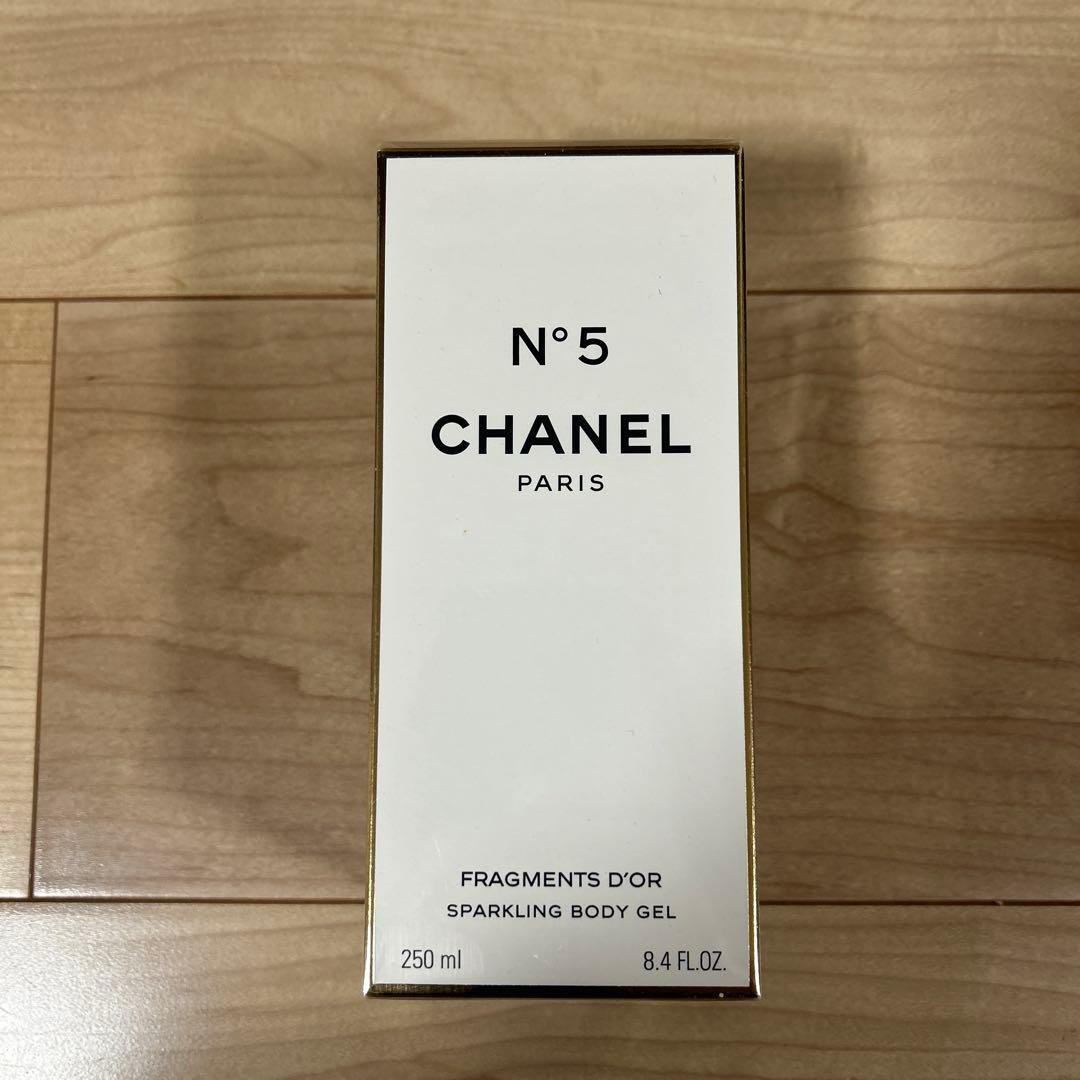 N°5
CHANEL
PARIS
FRAGMENTS D'OR
SPARKLING BODY GEL
250 ml 8.4 FL.OZ.